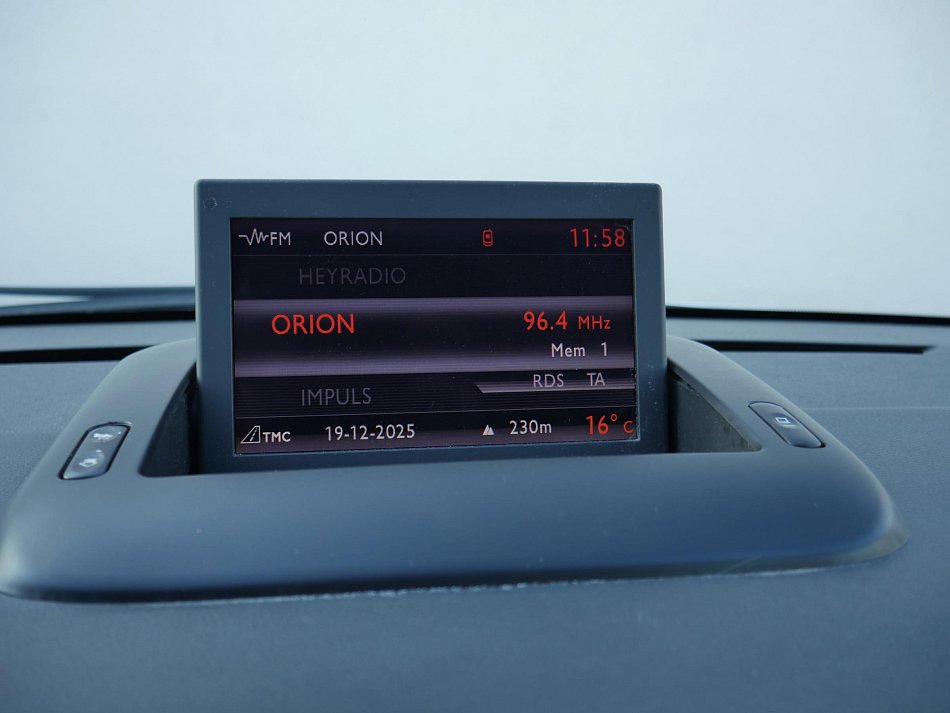 FM ORION 11:58
HEYRADIO
ORION 96.4 MHz
Mem 1
RDS TA
IMPULS
TMC 19-12-2025 230m 16° C